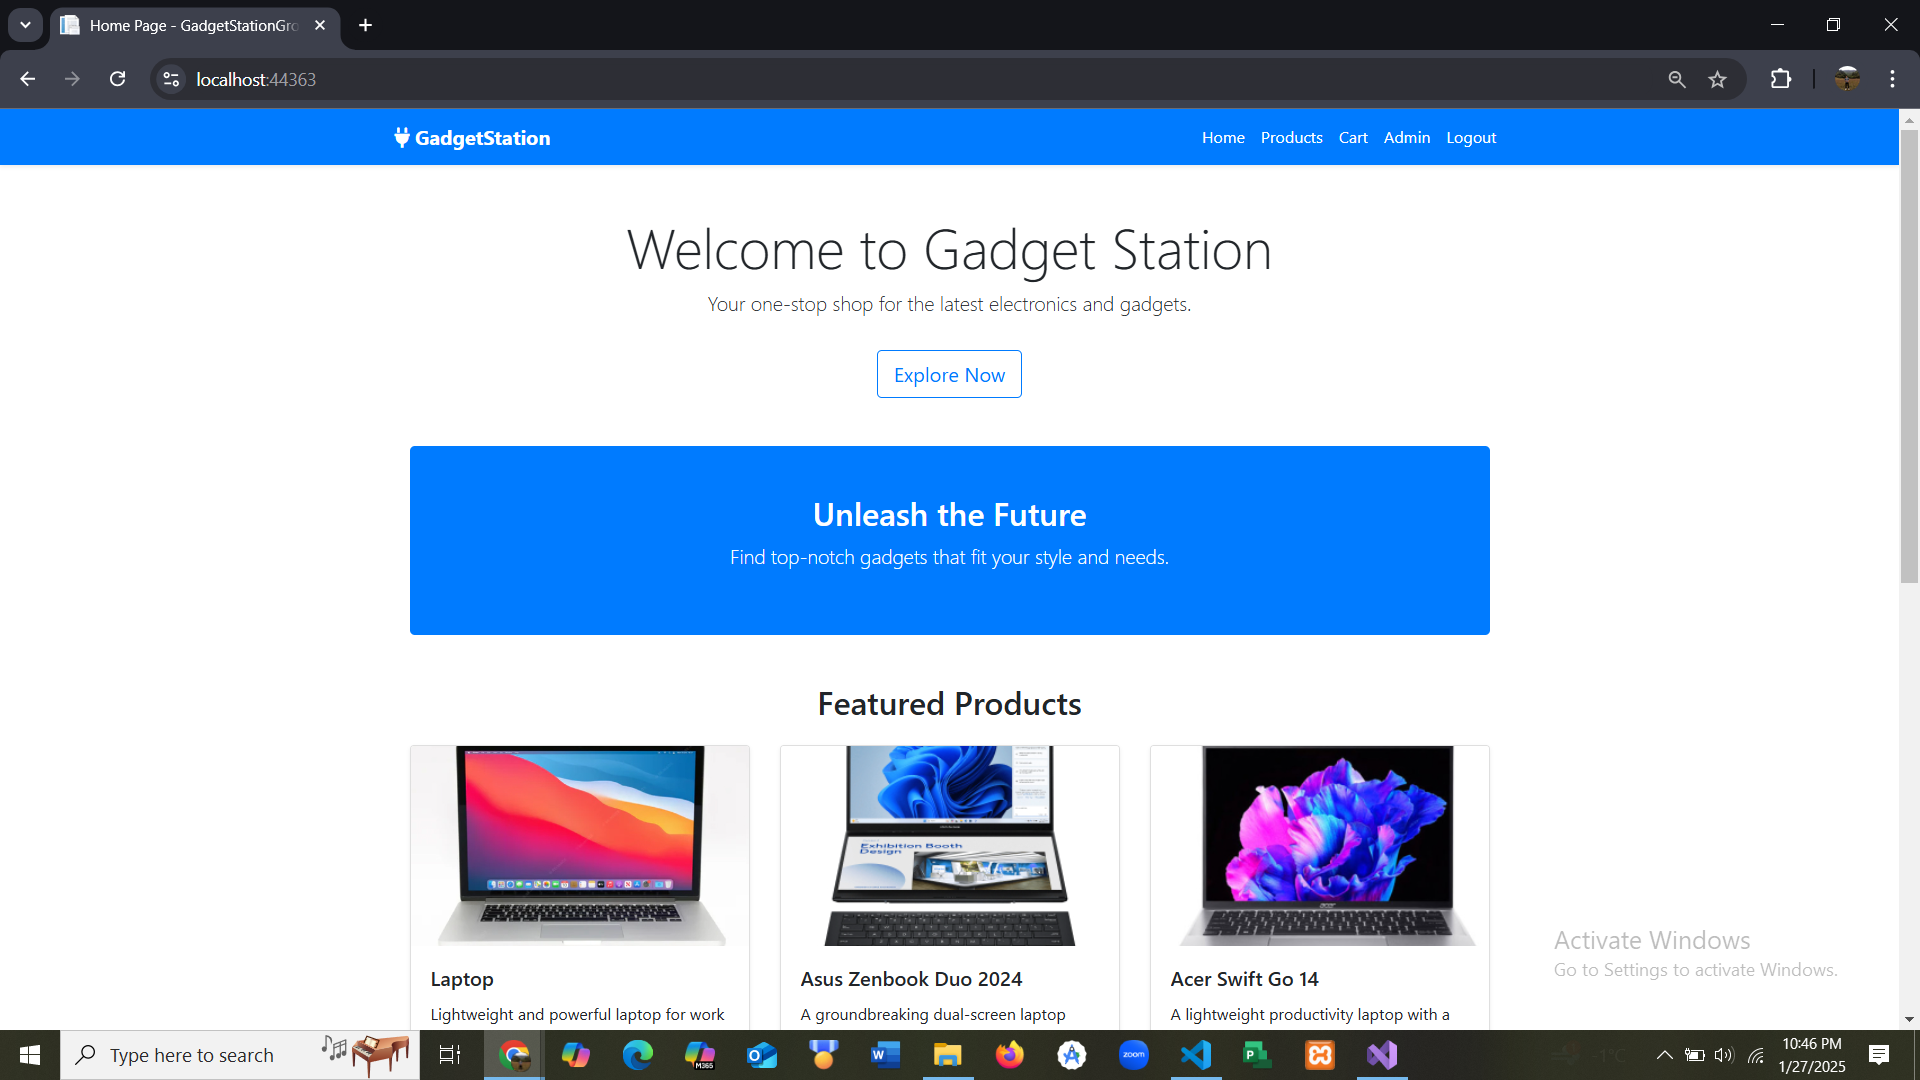 Home Page - GadgetStationGro
localhost:44363
GadgetStation
Home Products Cart Admin Logout
Welcome to Gadget Station
Your one-stop shop for the latest electronics and gadgets.
Explore Now
Unleash the Future
Find top-notch gadgets that fit your style and needs.
Featured Products
Exhibition Booth
Design
acer
Laptop
Asus Zenbook Duo 2024
Acer Swift Go 14
Lightweight and powerful laptop for work
A groundbreaking dual-screen laptop
A lightweight productivity laptop with a
Activate Windows
Go to Settings to activate Windows.
Type here to search
M365
zoom
-1°C
10:46 PM
1/27/2025